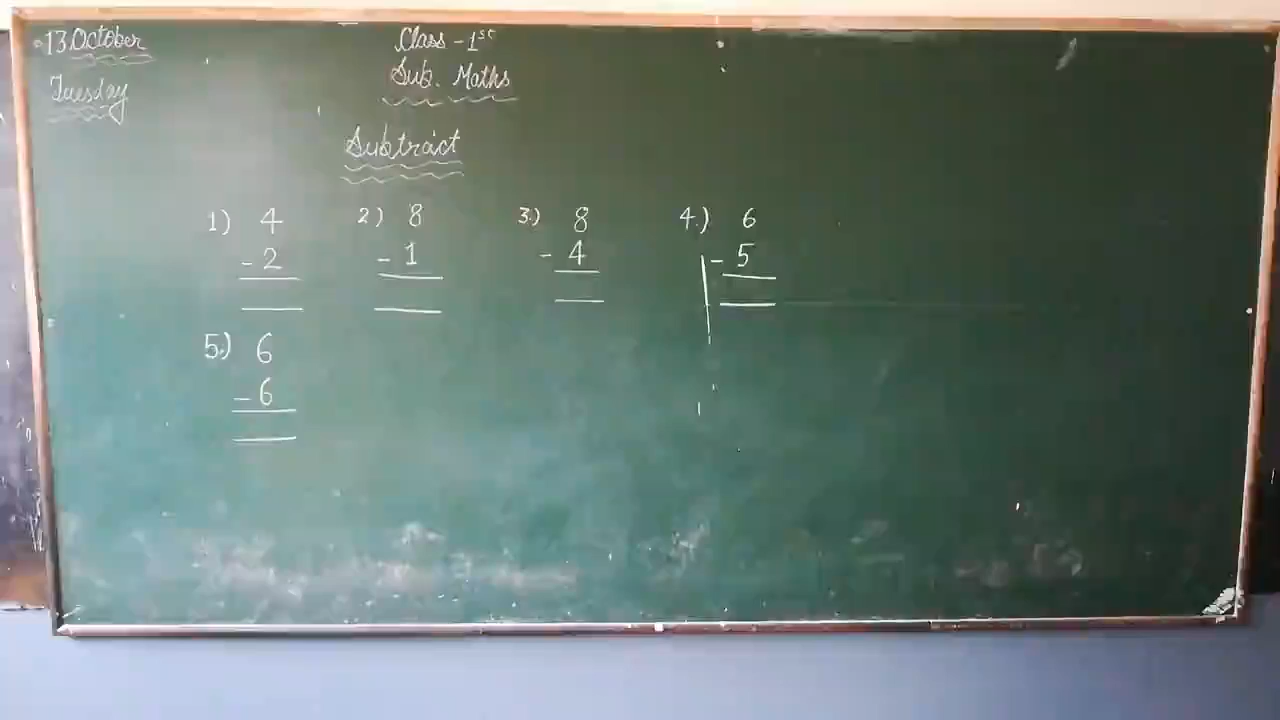 13 October
Class - 1st
Tuesday
Sub. Maths
Subtract
1) 4 2) 8 3.) 8 4.) 6
- 2 - 1 - 4 - 5
5.) 6
- 6